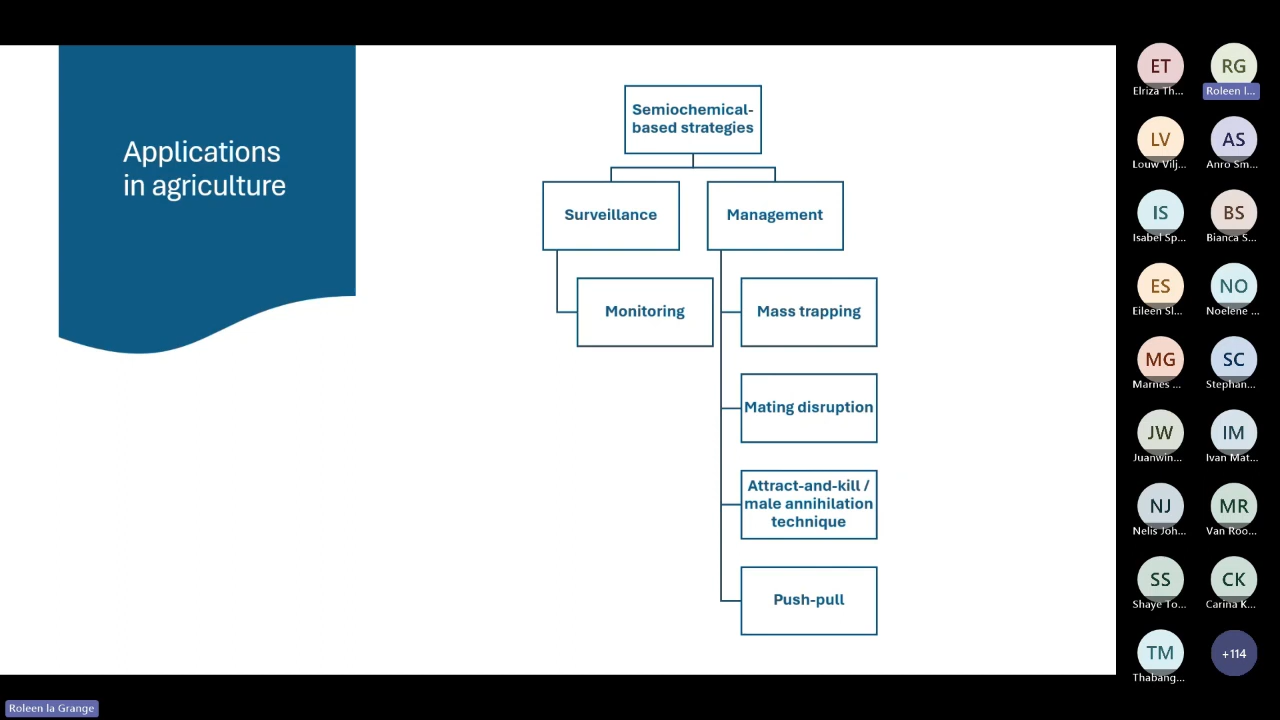 Applications
in agriculture
Semiochemical-
based strategies
Surveillance
Management
Monitoring
Mass trapping
Mating disruption
Attract-and-kill /
male annihilation
technique
Push-pull
ET
Elriza Th...
RG
Roleen l...
LV
Louw Vilj...
AS
Anro Sm...
IS
Isabel Sp...
BS
Bianca S...
ES
Eileen Sl...
NO
Noelene ...
MG
Marnes ...
SC
Stephan...
JW
Juanwin...
IM
Ivan Mat...
NJ
Nelis Joh...
MR
Van Roo...
SS
Shaye To...
CK
Carina K...
TM
Thabang...
+114
Roleen la Grange